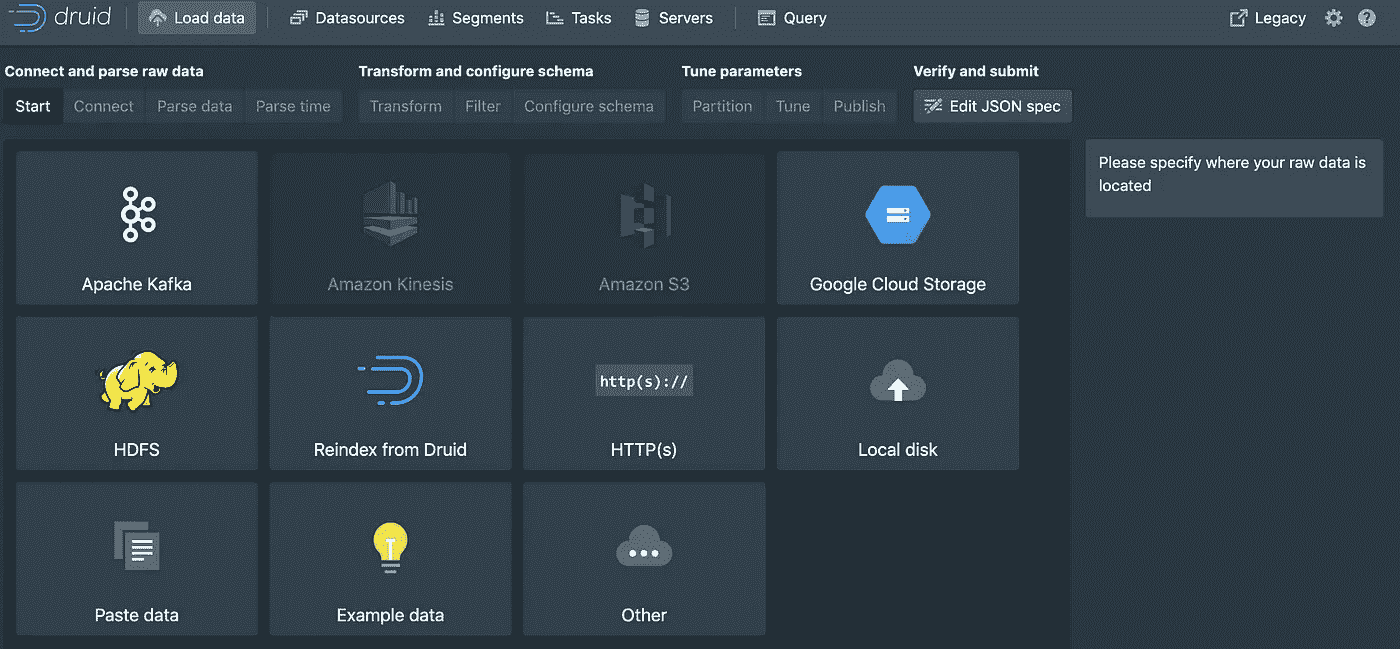 druid Load data Datasources Segments Tasks Servers Query Legacy
Connect and parse raw data Transform and configure schema Tune parameters Verify and submit
Start Connect Parse data Parse time Transform Filter Configure schema Partition Tune Publish Edit JSON spec
Please specify where your raw data is
located
Apache Kafka Amazon Kinesis Amazon S3 Google Cloud Storage
http(s)://
HDFS Reindex from Druid HTTP(s) Local disk
Paste data Example data Other